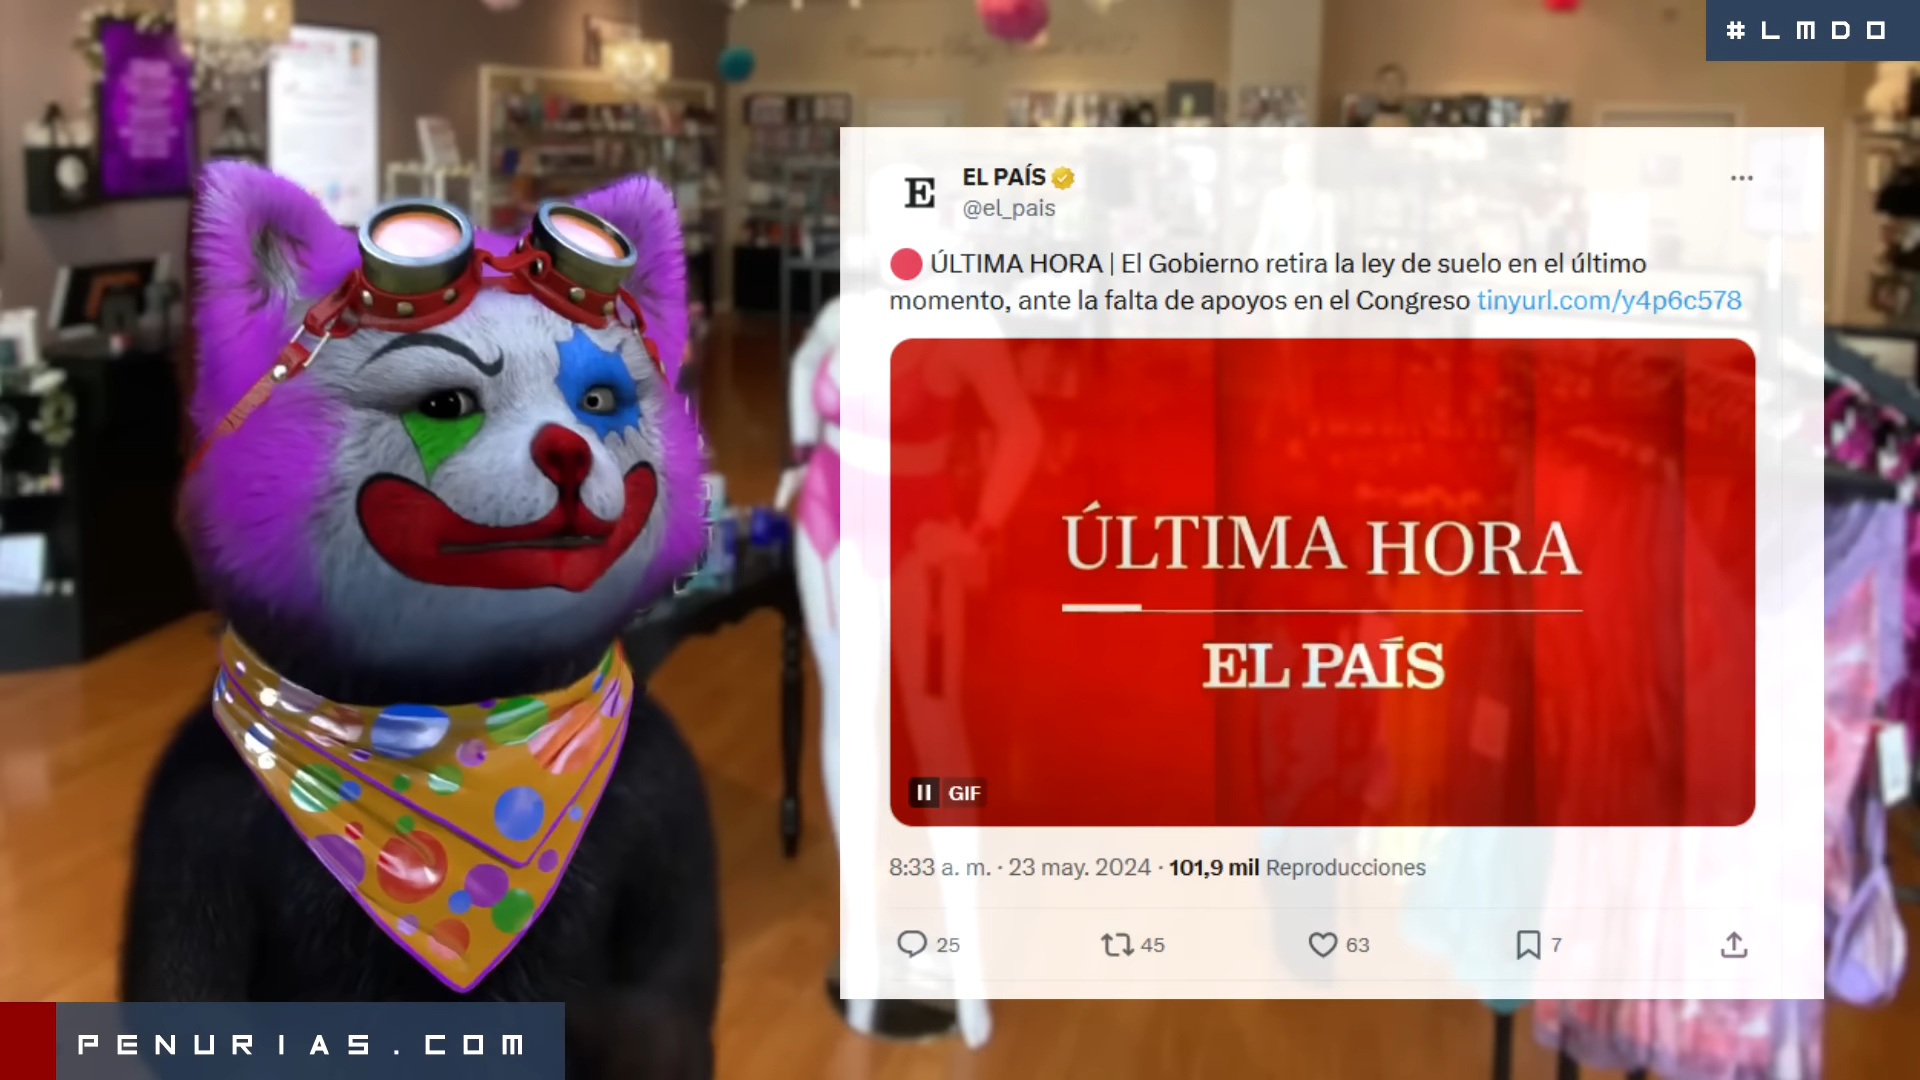 #LMDO
E
EL PAÍS
@el_pais
ÚLTIMA HORA | El Gobierno retira la ley de suelo en el último
momento, ante la falta de apoyos en el Congreso tinyurl.com/y4p6c578
ÚLTIMA HORA
EL PAÍS
GIF
8:33 a. m. · 23 may. 2024 · 101,9 mil Reproducciones
25 45 63 7
PENURIAS.COM